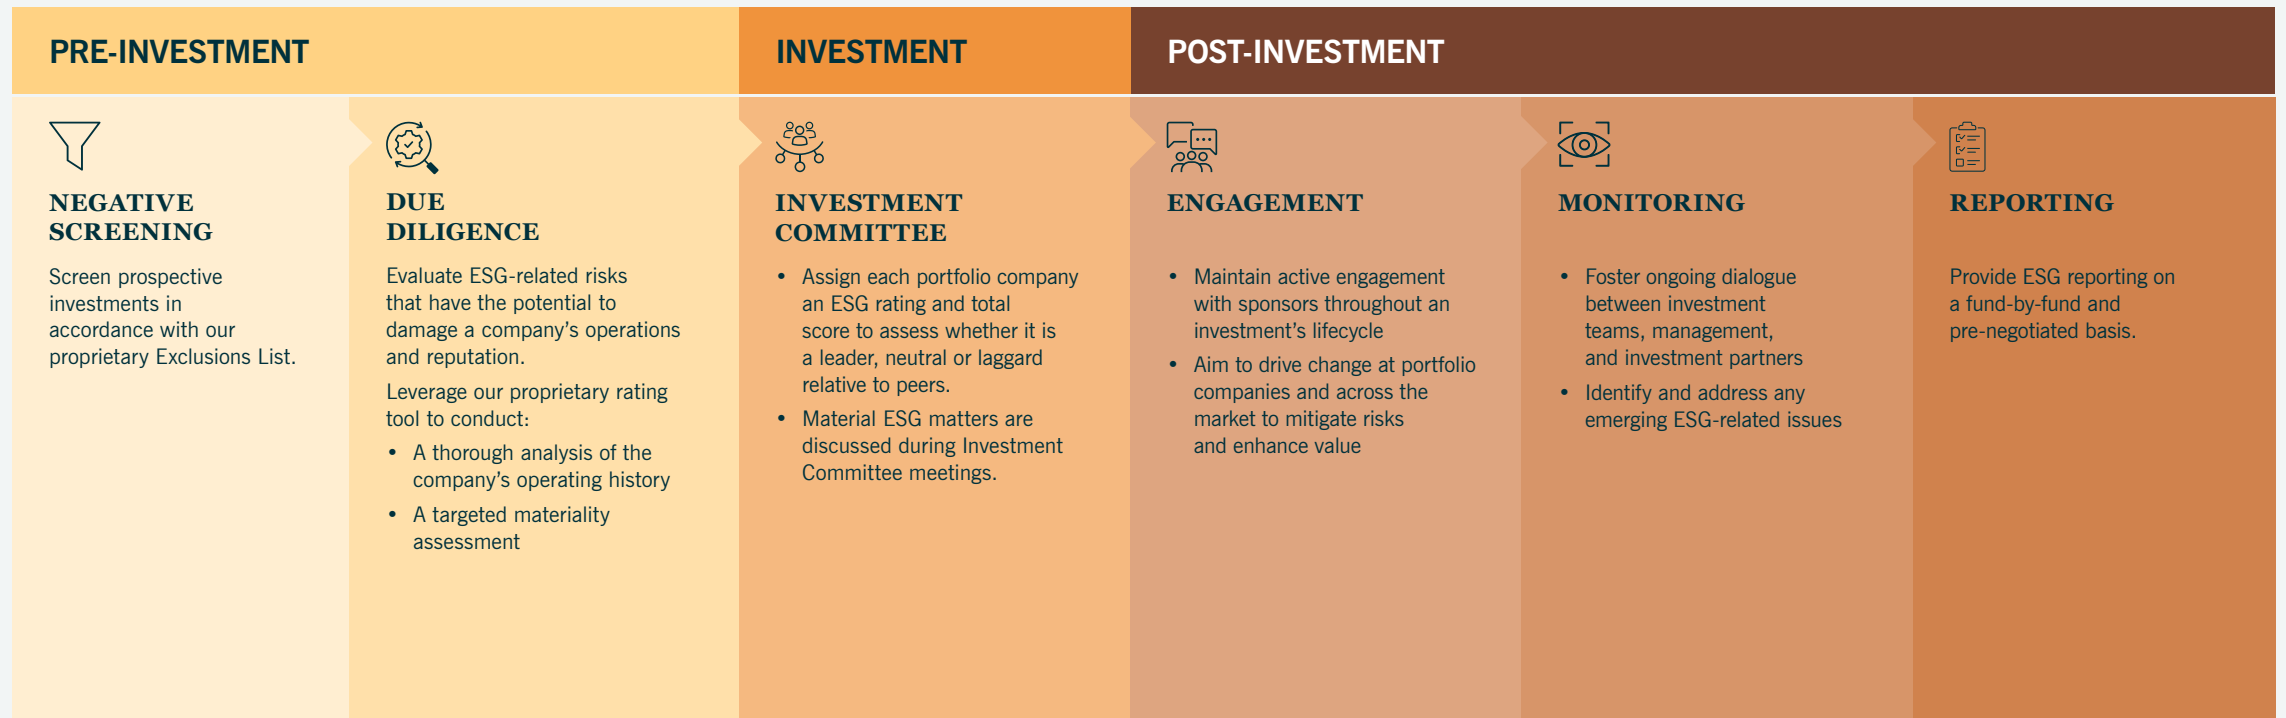 PRE-INVESTMENT
INVESTMENT
POST-INVESTMENT
NEGATIVE
SCREENING
Screen prospective
investments in
accordance with our
proprietary Exclusions List.
DUE
DILIGENCE
Evaluate ESG-related risks
that have the potential to
damage a company’s operations
and reputation.
Leverage our proprietary rating
tool to conduct:
• A thorough analysis of the
company’s operating history
• A targeted materiality
assessment
INVESTMENT
COMMITTEE
• Assign each portfolio company
an ESG rating and total
score to assess whether it is
a leader, neutral or laggard
relative to peers.
• Material ESG matters are
discussed during Investment
Committee meetings.
ENGAGEMENT
• Maintain active engagement
with sponsors throughout an
investment’s lifecycle
• Aim to drive change at portfolio
companies and across the
market to mitigate risks
and enhance value
MONITORING
• Foster ongoing dialogue
between investment
teams, management,
and investment partners
• Identify and address any
emerging ESG-related issues
REPORTING
Provide ESG reporting on
a fund-by-fund and
pre-negotiated basis.